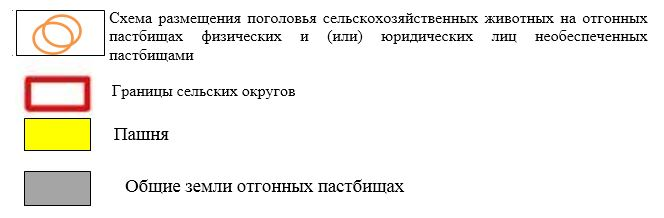 Схема размещения поголовья сельскохозяйственных животных на отгонных
пастбищах физических и (или) юридических лиц необеспеченных
пастбищами
Границы сельских округов
Пашня
Общие земли отгонных пастбищах